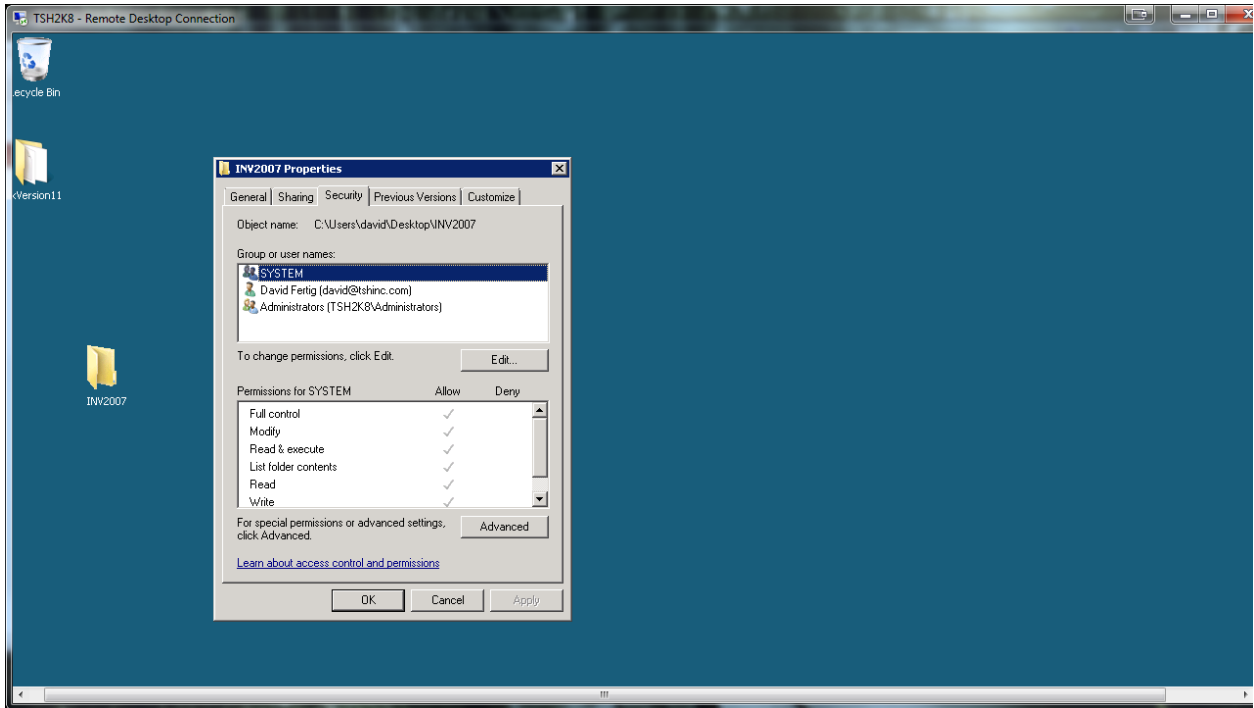 TSH2K8 - Remote Desktop Connection
ecycle Bin
Version11
INV2007
INV2007 Properties
General Sharing Security Previous Versions Customize
Object name: C:\Users\david\Desktop\INV2007
Group or user names:
SYSTEM
David Fertig (david@tshinc.com)
Administrators (TSH2K8\Administrators)
To change permissions, click Edit.
Edit...
Permissions for SYSTEM Allow Deny
Full control
Modify
Read & execute
List folder contents
Read
Write
For special permissions or advanced settings,
click Advanced.
Advanced
Learn about access control and permissions
OK Cancel Apply